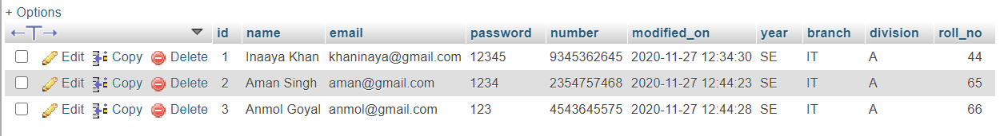 + Options
←T→ id name email password number modified_on year branch division roll_no
Edit Copy Delete 1 Inaaya Khan khaninaya@gmail.com 12345 9345362645 2020-11-27 12:34:30 SE IT A 44
Edit Copy Delete 2 Aman Singh aman@gmail.com 1234 2354757468 2020-11-27 12:44:23 SE IT A 65
Edit Copy Delete 3 Anmol Goyal anmol@gmail.com 123 4543645575 2020-11-27 12:44:28 SE IT A 66